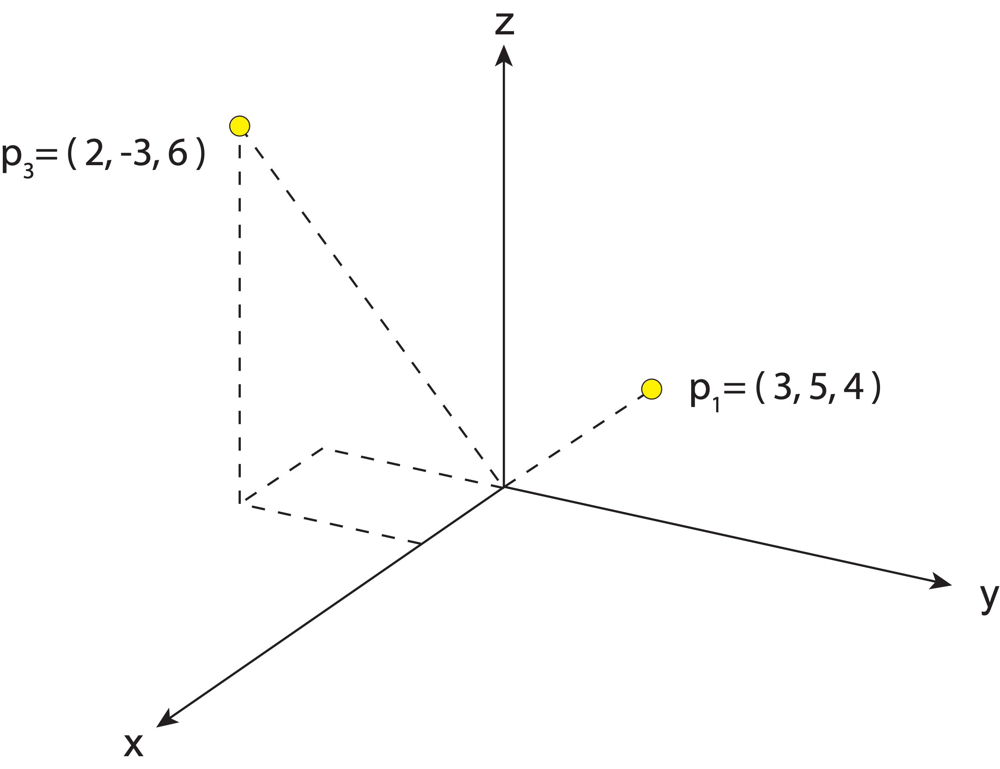 z
p₃= ( 2, -3, 6 )
p₁= ( 3, 5, 4 )
y
x